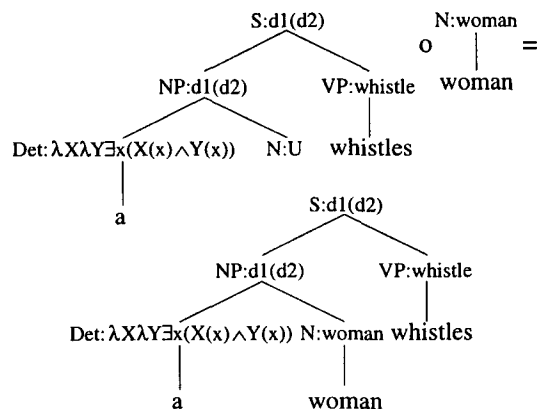 S:d1(d2) N:woman
o =
woman
NP:d1(d2) VP:whistle
Det: λXλY∃x(X(x)∧Y(x)) N:U whistles
a
S:d1(d2)
NP:d1(d2) VP:whistle
Det: λXλY∃x(X(x)∧Y(x)) N:woman whistles
a woman